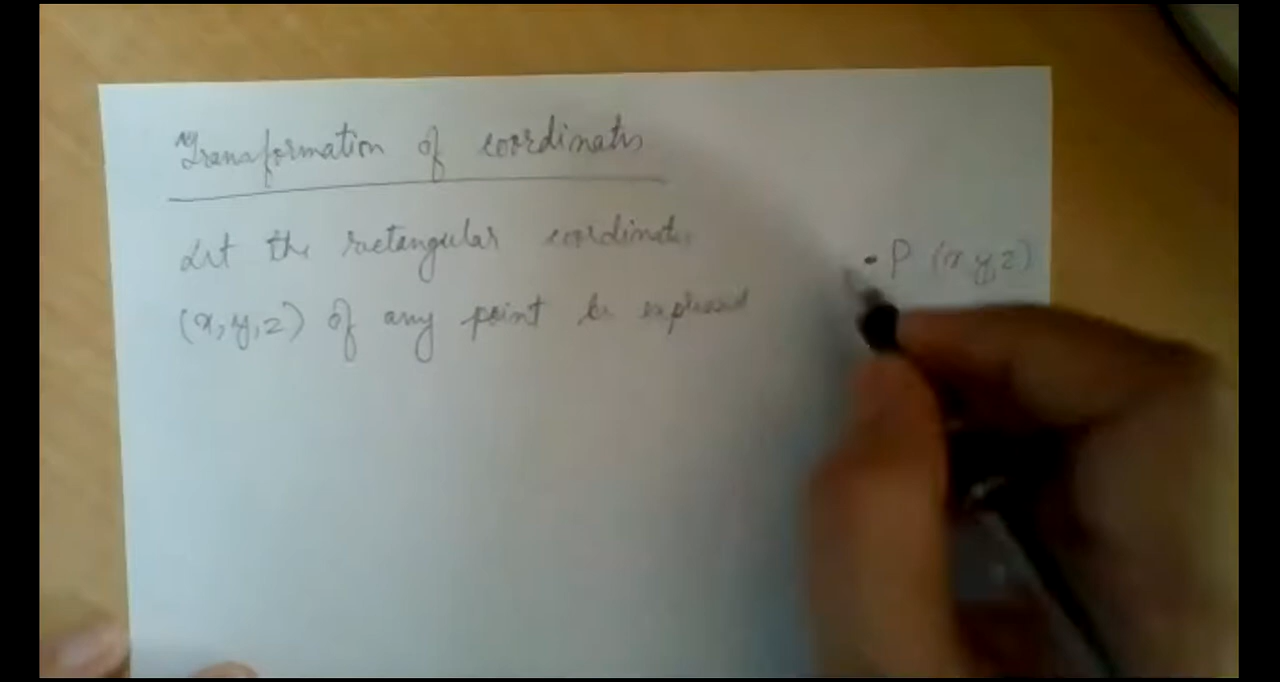 Transformation of coordinates
Let the rectangular coordinates
(x, y, z) of any point be expressed
P (x, y, z)